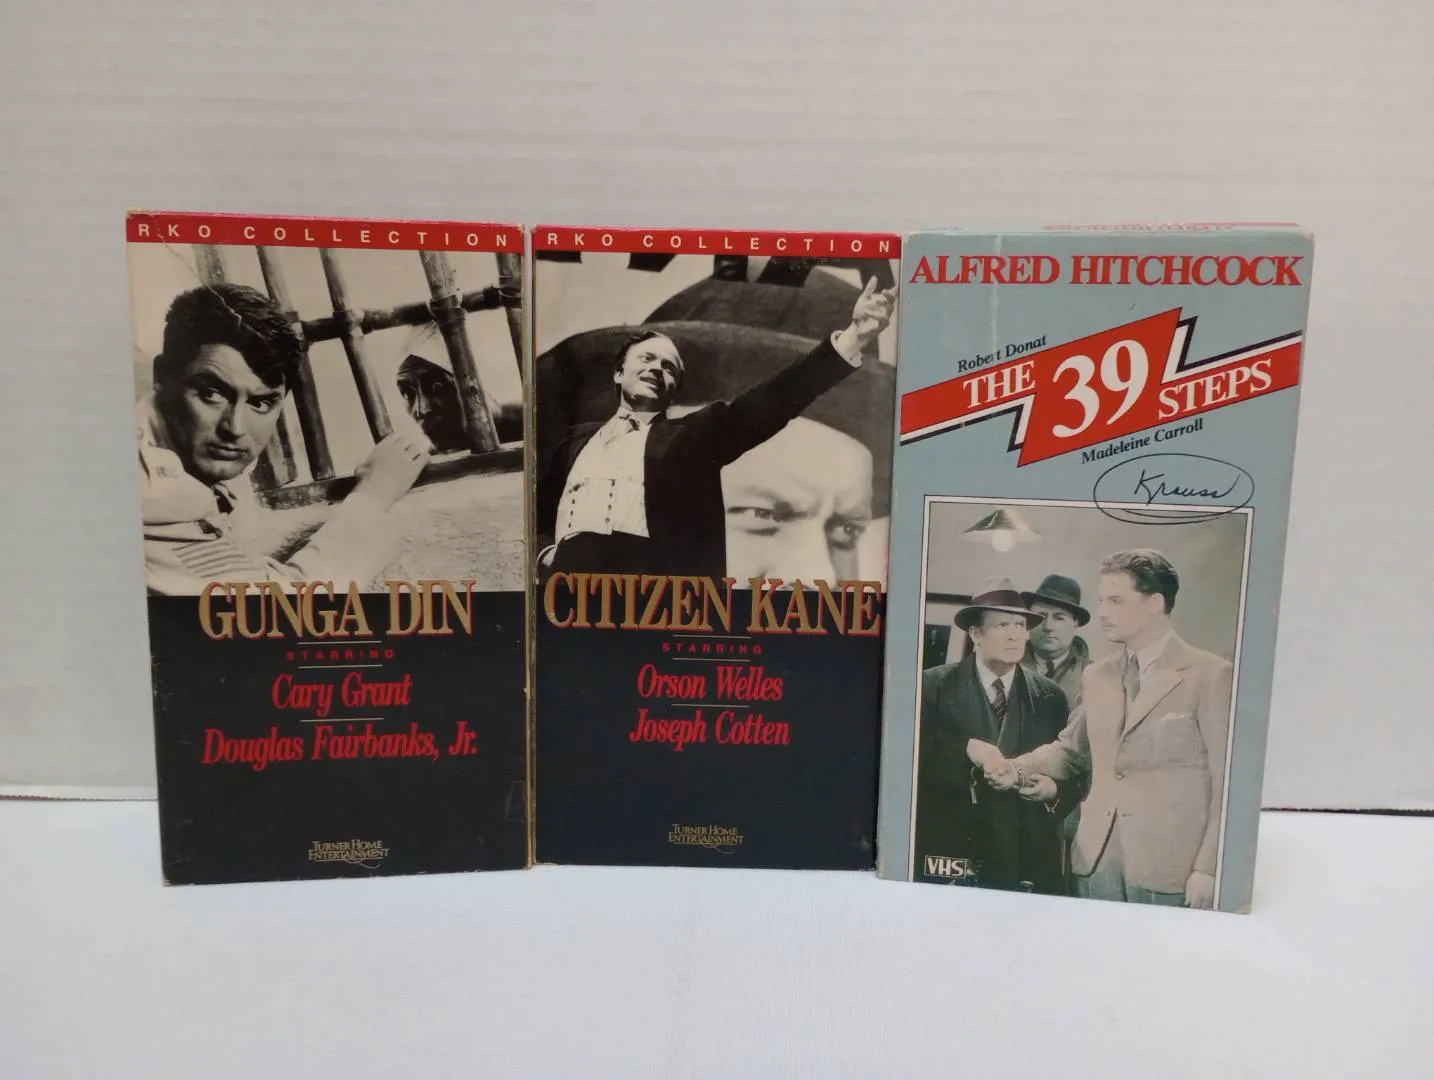 RKO COLLECTION
GUNGA DIN
STARRING
Cary Grant
Douglas Fairbanks, Jr.
TURNER HOME
ENTERTAINMENT
RKO COLLECTION
CITIZEN KANE
STARRING
Orson Welles
Joseph Cotten
TURNER HOME
ENTERTAINMENT
ALFRED HITCHCOCK
Robert Donat
THE 39 STEPS
Madeleine Carroll
Krauss
VHS